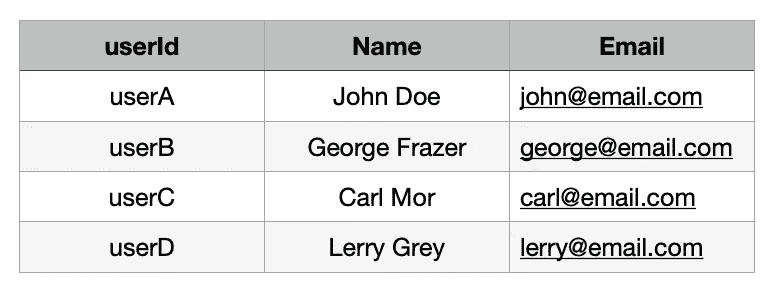 userId Name Email
userA John Doe john@email.com
userB George Frazer george@email.com
userC Carl Mor carl@email.com
userD Lerry Grey lerry@email.com